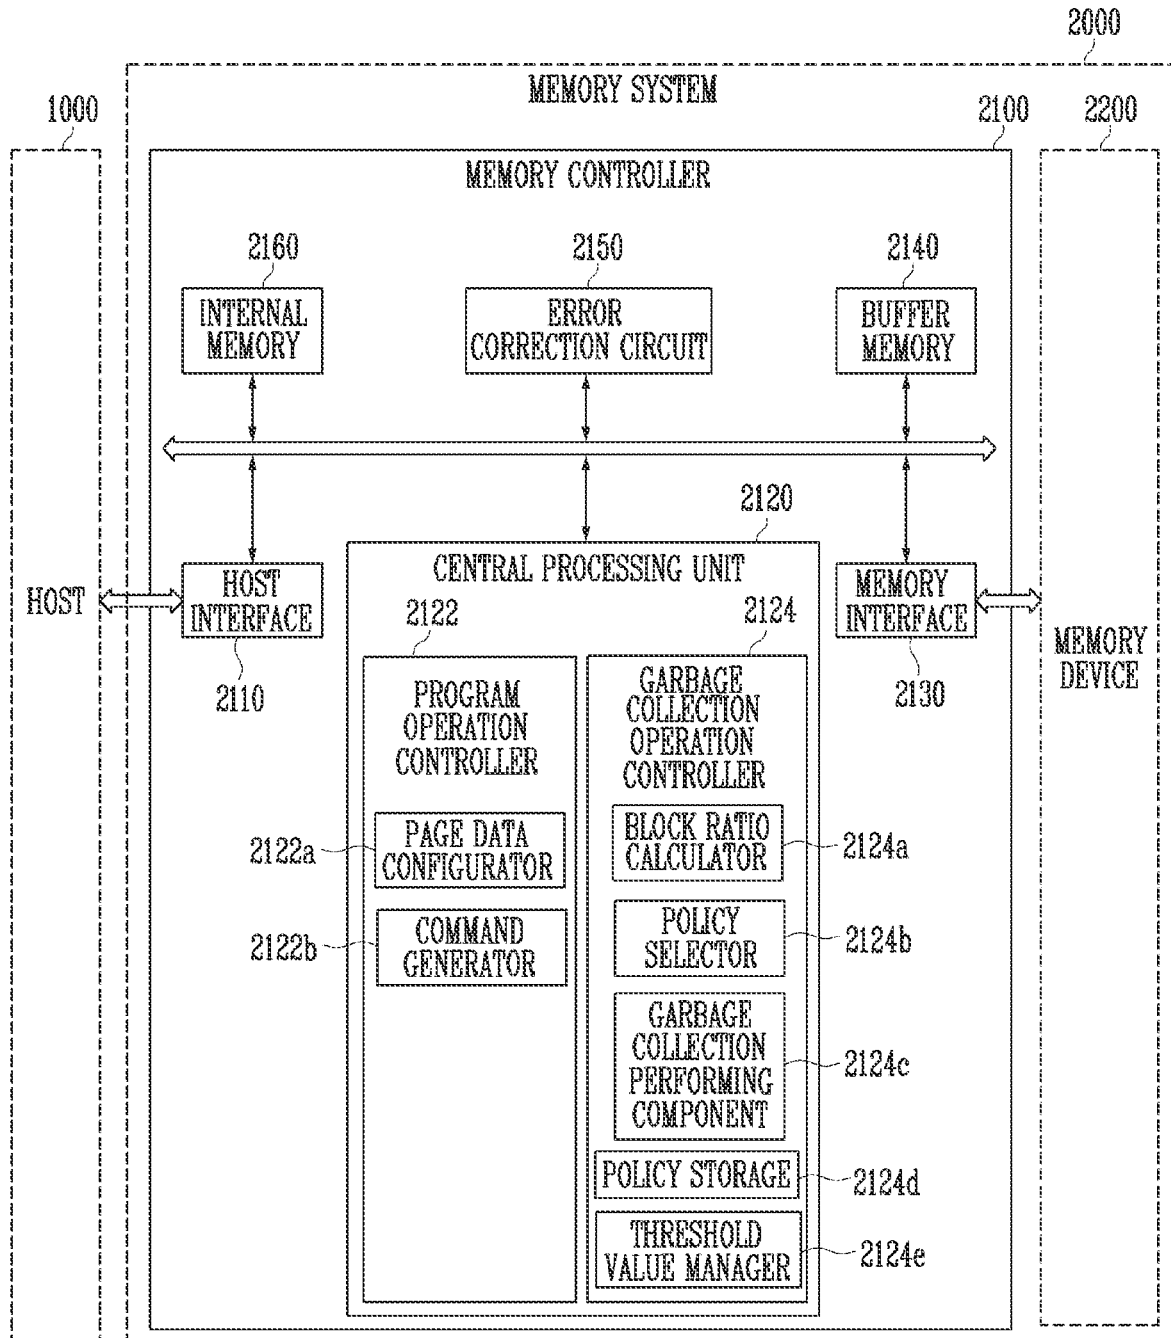 2000
MEMORY SYSTEM
1000
2100
2200
MEMORY CONTROLLER
2160
2150
2140
INTERNAL
MEMORY
ERROR
CORRECTION CIRCUIT
BUFFER
MEMORY
2120
CENTRAL PROCESSING UNIT
HOST
HOST
INTERFACE
2110
MEMORY
INTERFACE
2130
MEMORY
DEVICE
2122
2124
PROGRAM
OPERATION
CONTROLLER
GARBAGE
COLLECTION
OPERATION
CONTROLLER
2122a
PAGE DATA
CONFIGURATOR
BLOCK RATIO
CALCULATOR
2124a
2122b
COMMAND
GENERATOR
POLICY
SELECTOR
2124b
GARBAGE
COLLECTION
PERFORMING
COMPONENT
2124c
POLICY STORAGE
2124d
THRESHOLD
VALUE MANAGER
2124e